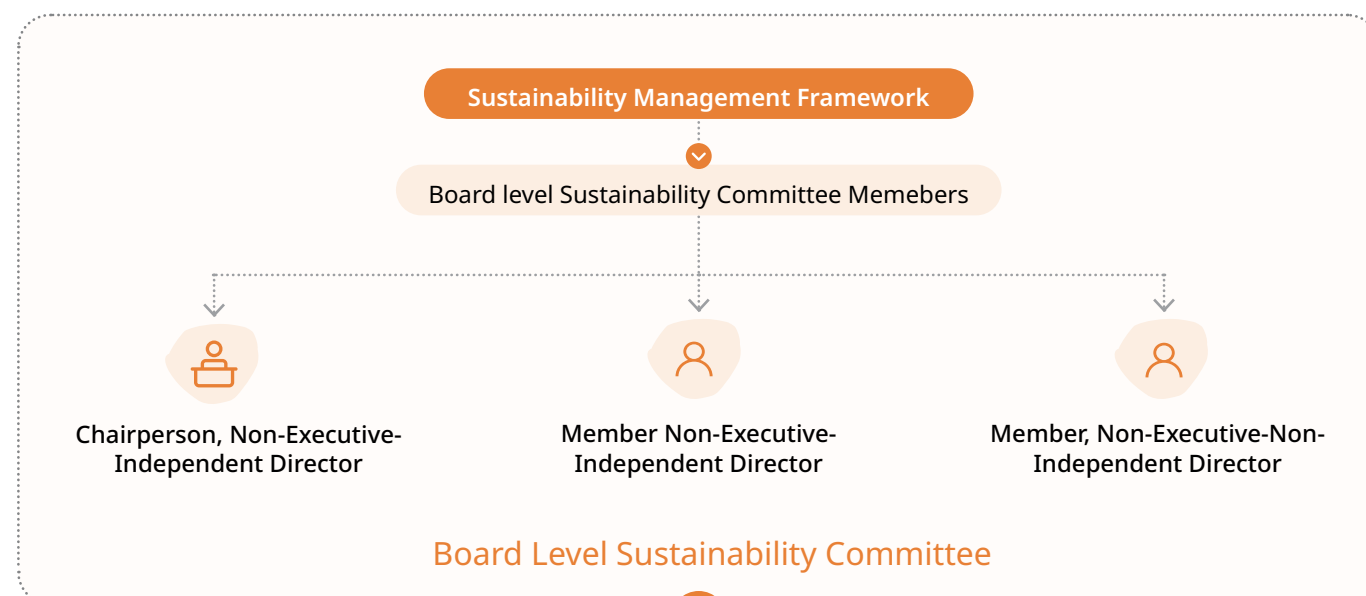 Sustainability Management Framework
Board level Sustainability Committee Memebers
Chairperson, Non-Executive-
Independent Director
Member Non-Executive-
Independent Director
Member, Non-Executive-Non-
Independent Director
Board Level Sustainability Committee